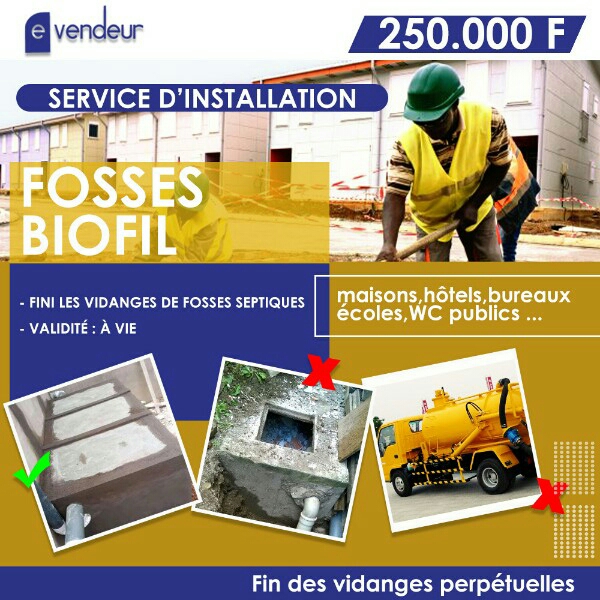 e vendeur
250.000 F
SERVICE D'INSTALLATION
FOSSES
BIOFIL
- FINI LES VIDANGES DE FOSSES SEPTIQUES
- VALIDITÉ : À VIE
maisons,hôtels,bureaux
écoles,WC publics ...
Fin des vidanges perpétuelles